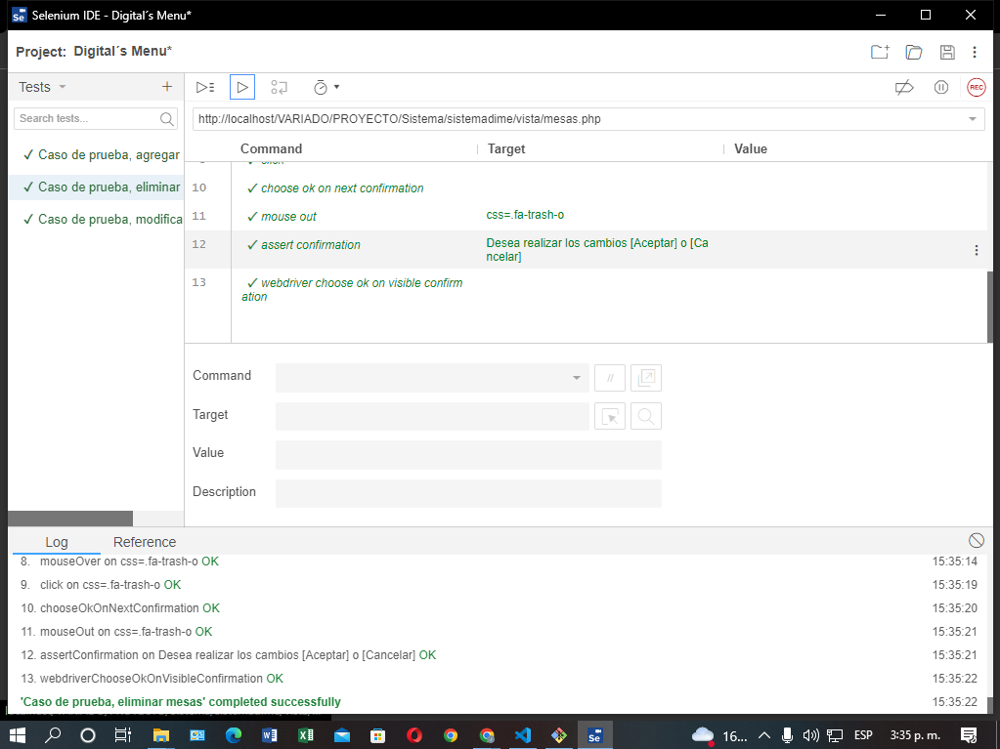 Selenium IDE - Digital´s Menu*
Project: Digital´s Menu*
Tests
Search tests...
✓ Caso de prueba, agregar
✓ Caso de prueba, eliminar
✓ Caso de prueba, modifica
REC
http://localhost/VARIADO/PROYECTO/Sistema/sistemadime/vista/mesas.php
Command Target Value
✓ click
10 ✓ choose ok on next confirmation
11 ✓ mouse out css=.fa-trash-o
12 ✓ assert confirmation Desea realizar los cambios [Aceptar] o [Ca
ncelar]
13 ✓ webdriver choose ok on visible confirm
ation
Command //
Target
Value
Description
Log Reference
8. mouseOver on css=.fa-trash-o OK 15:35:14
9. click on css=.fa-trash-o OK 15:35:19
10. chooseOkOnNextConfirmation OK 15:35:20
11. mouseOut on css=.fa-trash-o OK 15:35:21
12. assertConfirmation on Desea realizar los cambios [Aceptar] o [Cancelar] OK 15:35:21
13. webdriverChooseOkOnVisibleConfirmation OK 15:35:22
'Caso de prueba, eliminar mesas' completed successfully 15:35:22
16... ESP 3:35 p. m.